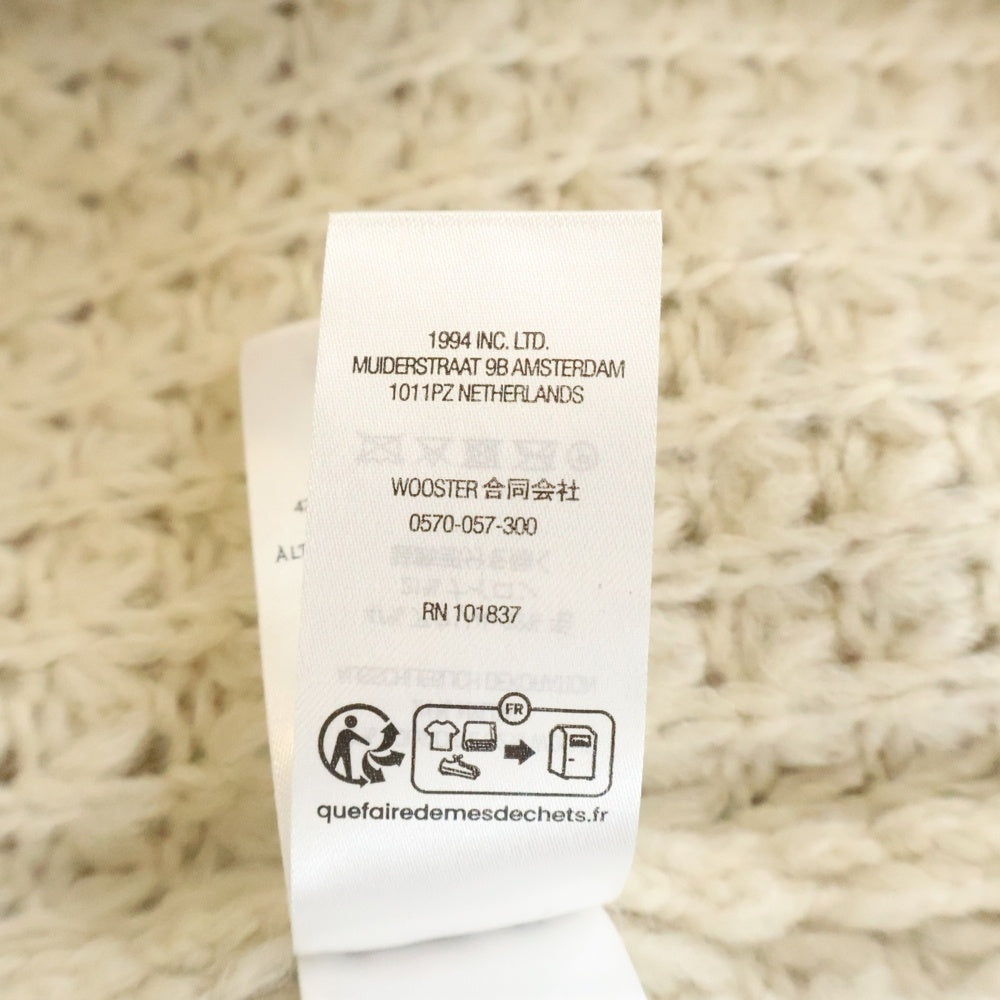 1994 INC. LTD.
MUIDERSTRAAT 9B AMSTERDAM
1011PZ NETHERLANDS
WOOSTER 合同会社
0570-057-300
RN 101837
FR
quefairedemesdechets.fr
ALT